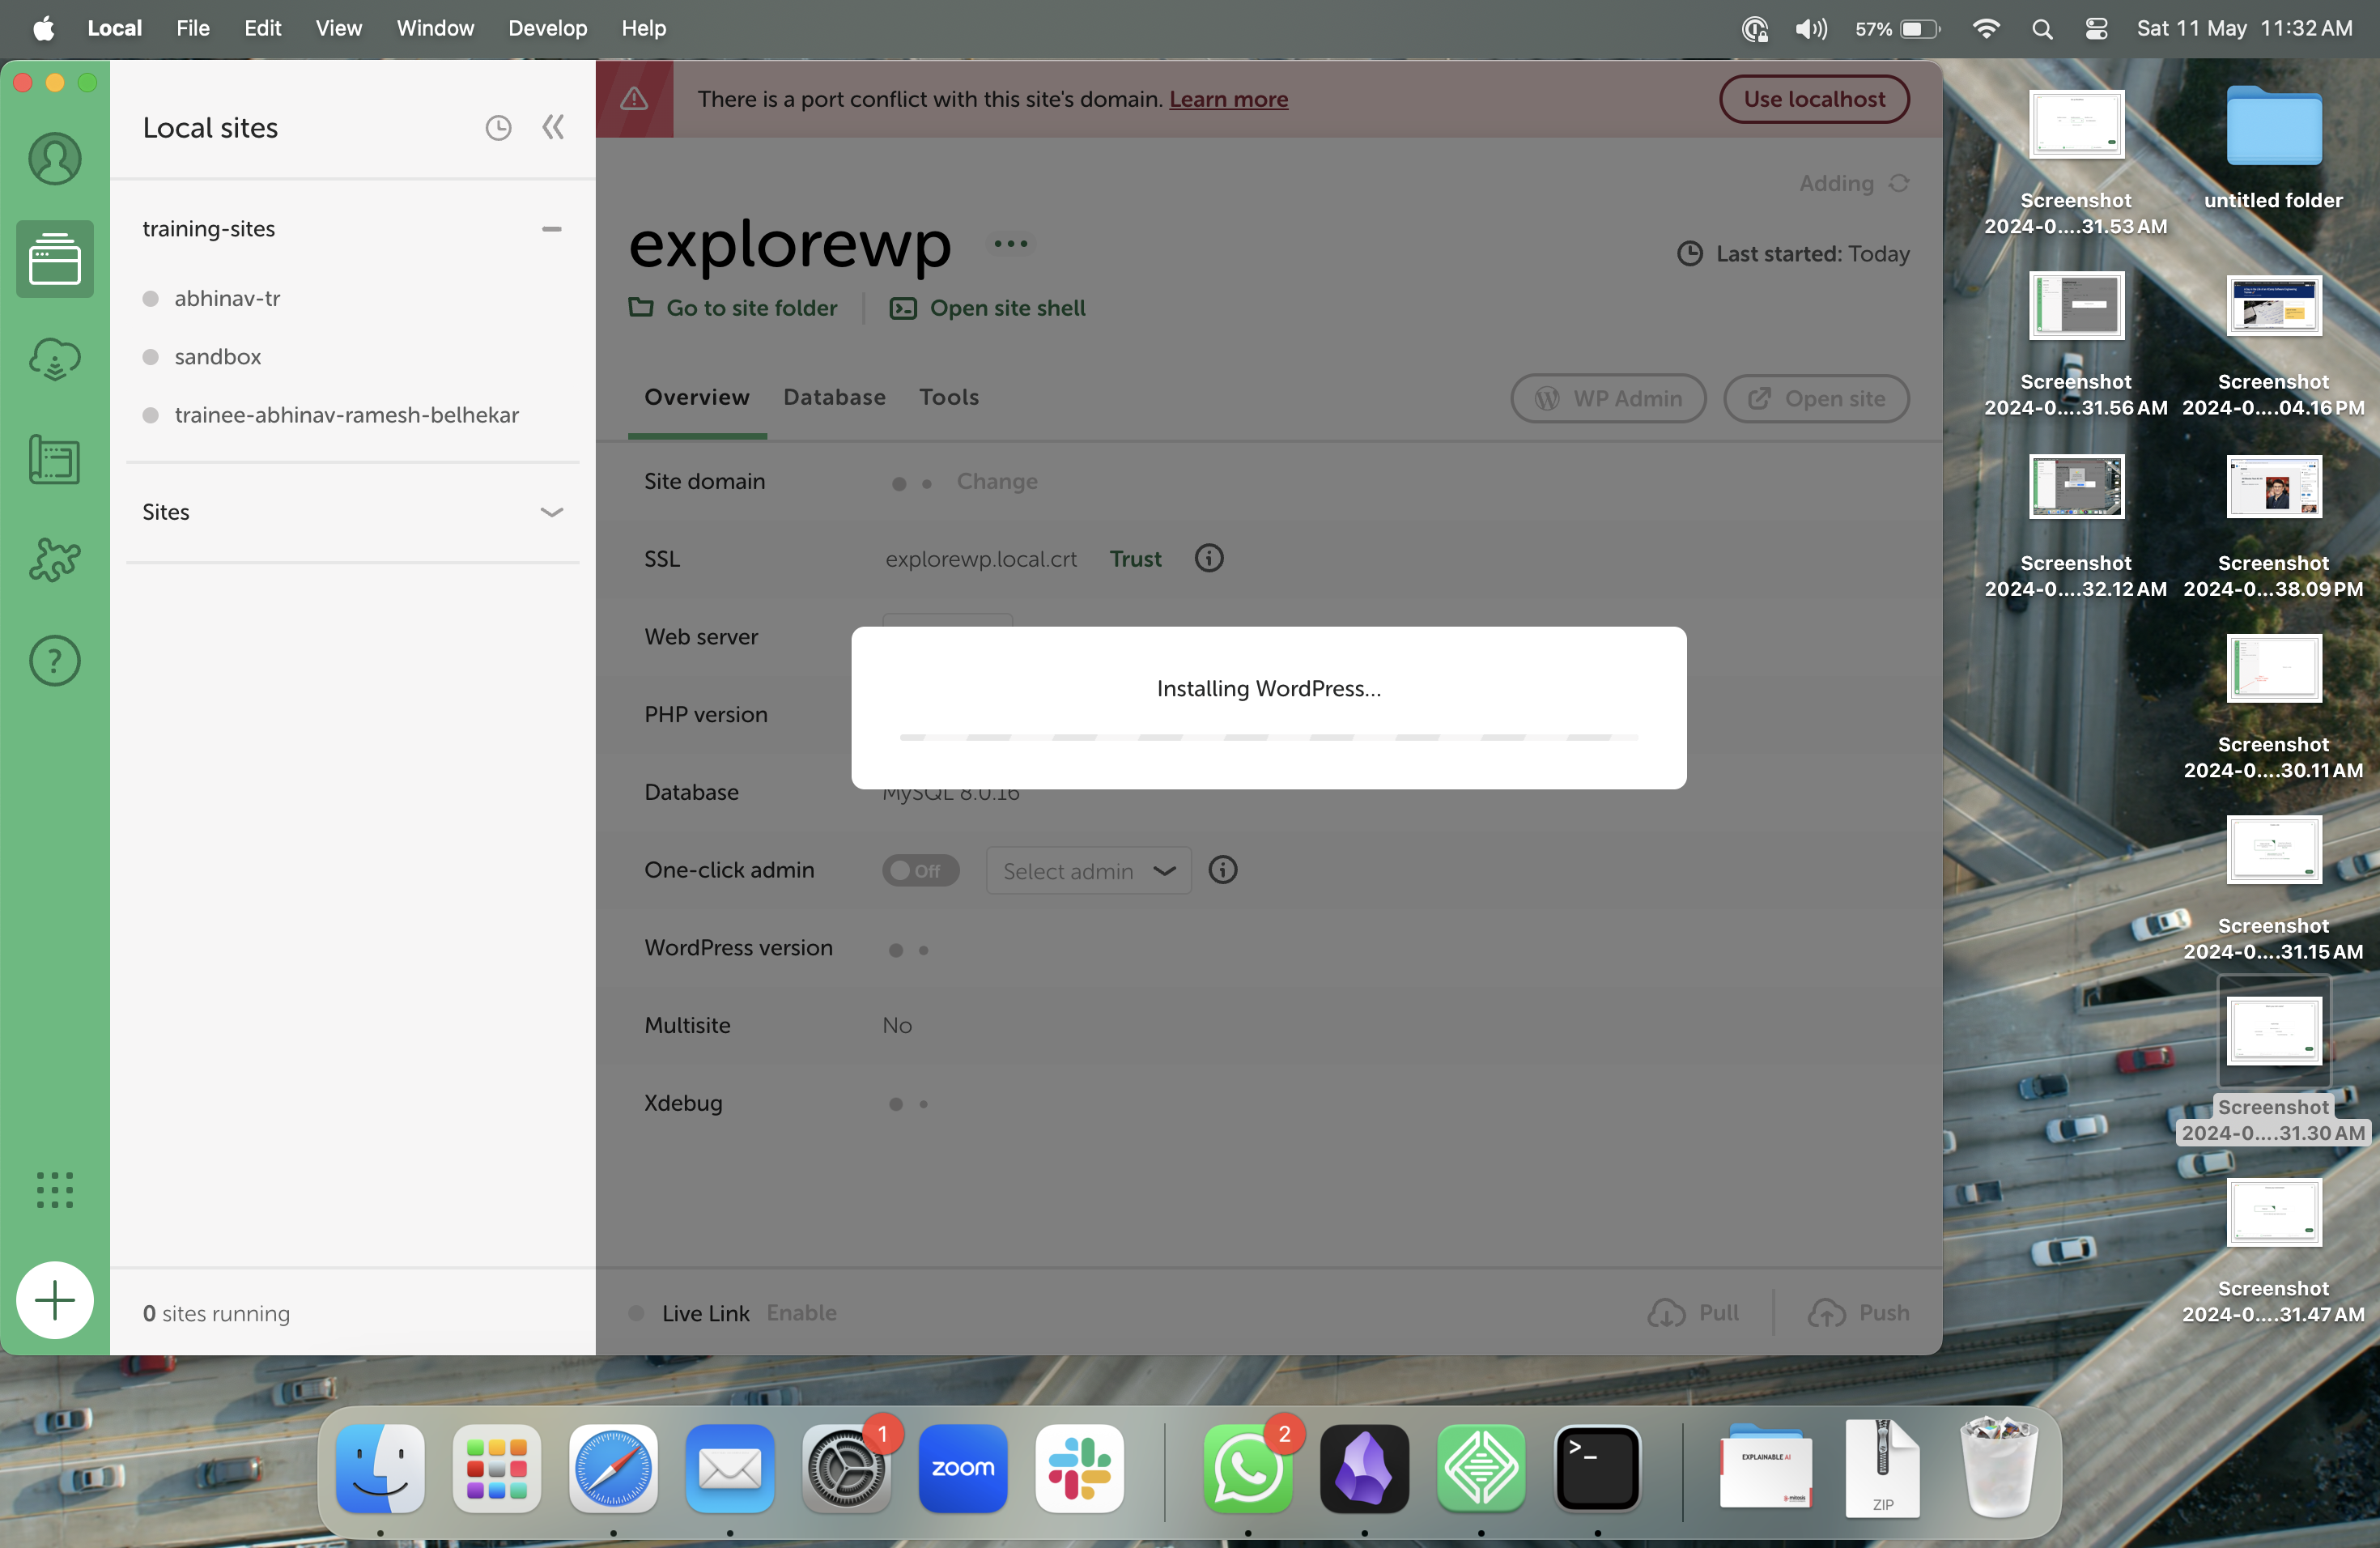 Local File Edit View Window Develop Help
57% Sat 11 May 11:32 AM
Local sites
training-sites
abhinav-tr
sandbox
trainee-abhinav-ramesh-belhekar
Sites
0 sites running
There is a port conflict with this site's domain. Learn more
Use localhost
Adding
explorewp
Last started: Today
Go to site folder
Open site shell
Overview
Database
Tools
WP Admin
Open site
Site domain
Change
SSL
explorewp.local.crt
Trust
Web server
PHP version
Database
MySQL 8.0.16
One-click admin
Off
Select admin
WordPress version
Multisite
No
Xdebug
Installing WordPress...
Live Link Enable
Pull
Push
Screenshot
2024-0....31.53 AM
untitled folder
Screenshot
2024-0....31.56 AM
Screenshot
2024-0....04.16 PM
Screenshot
2024-0....32.12 AM
Screenshot
2024-0...38.09 PM
Screenshot
2024-0....30.11 AM
Screenshot
2024-0....31.15 AM
Screenshot
2024-0....31.30 AM
Screenshot
2024-0....31.47 AM
1
zoom
2
>_
EXPLAINABLE AI
ZIP